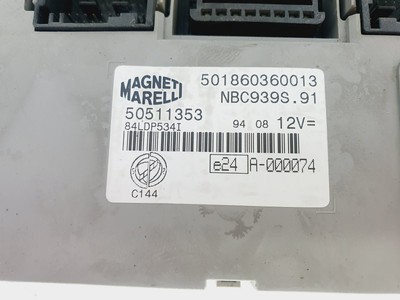 MAGNETI MARELLI
501860360013
NBC939S.91
50511353
84LDP534I
94 08 12V=
e24 A-000074
C144